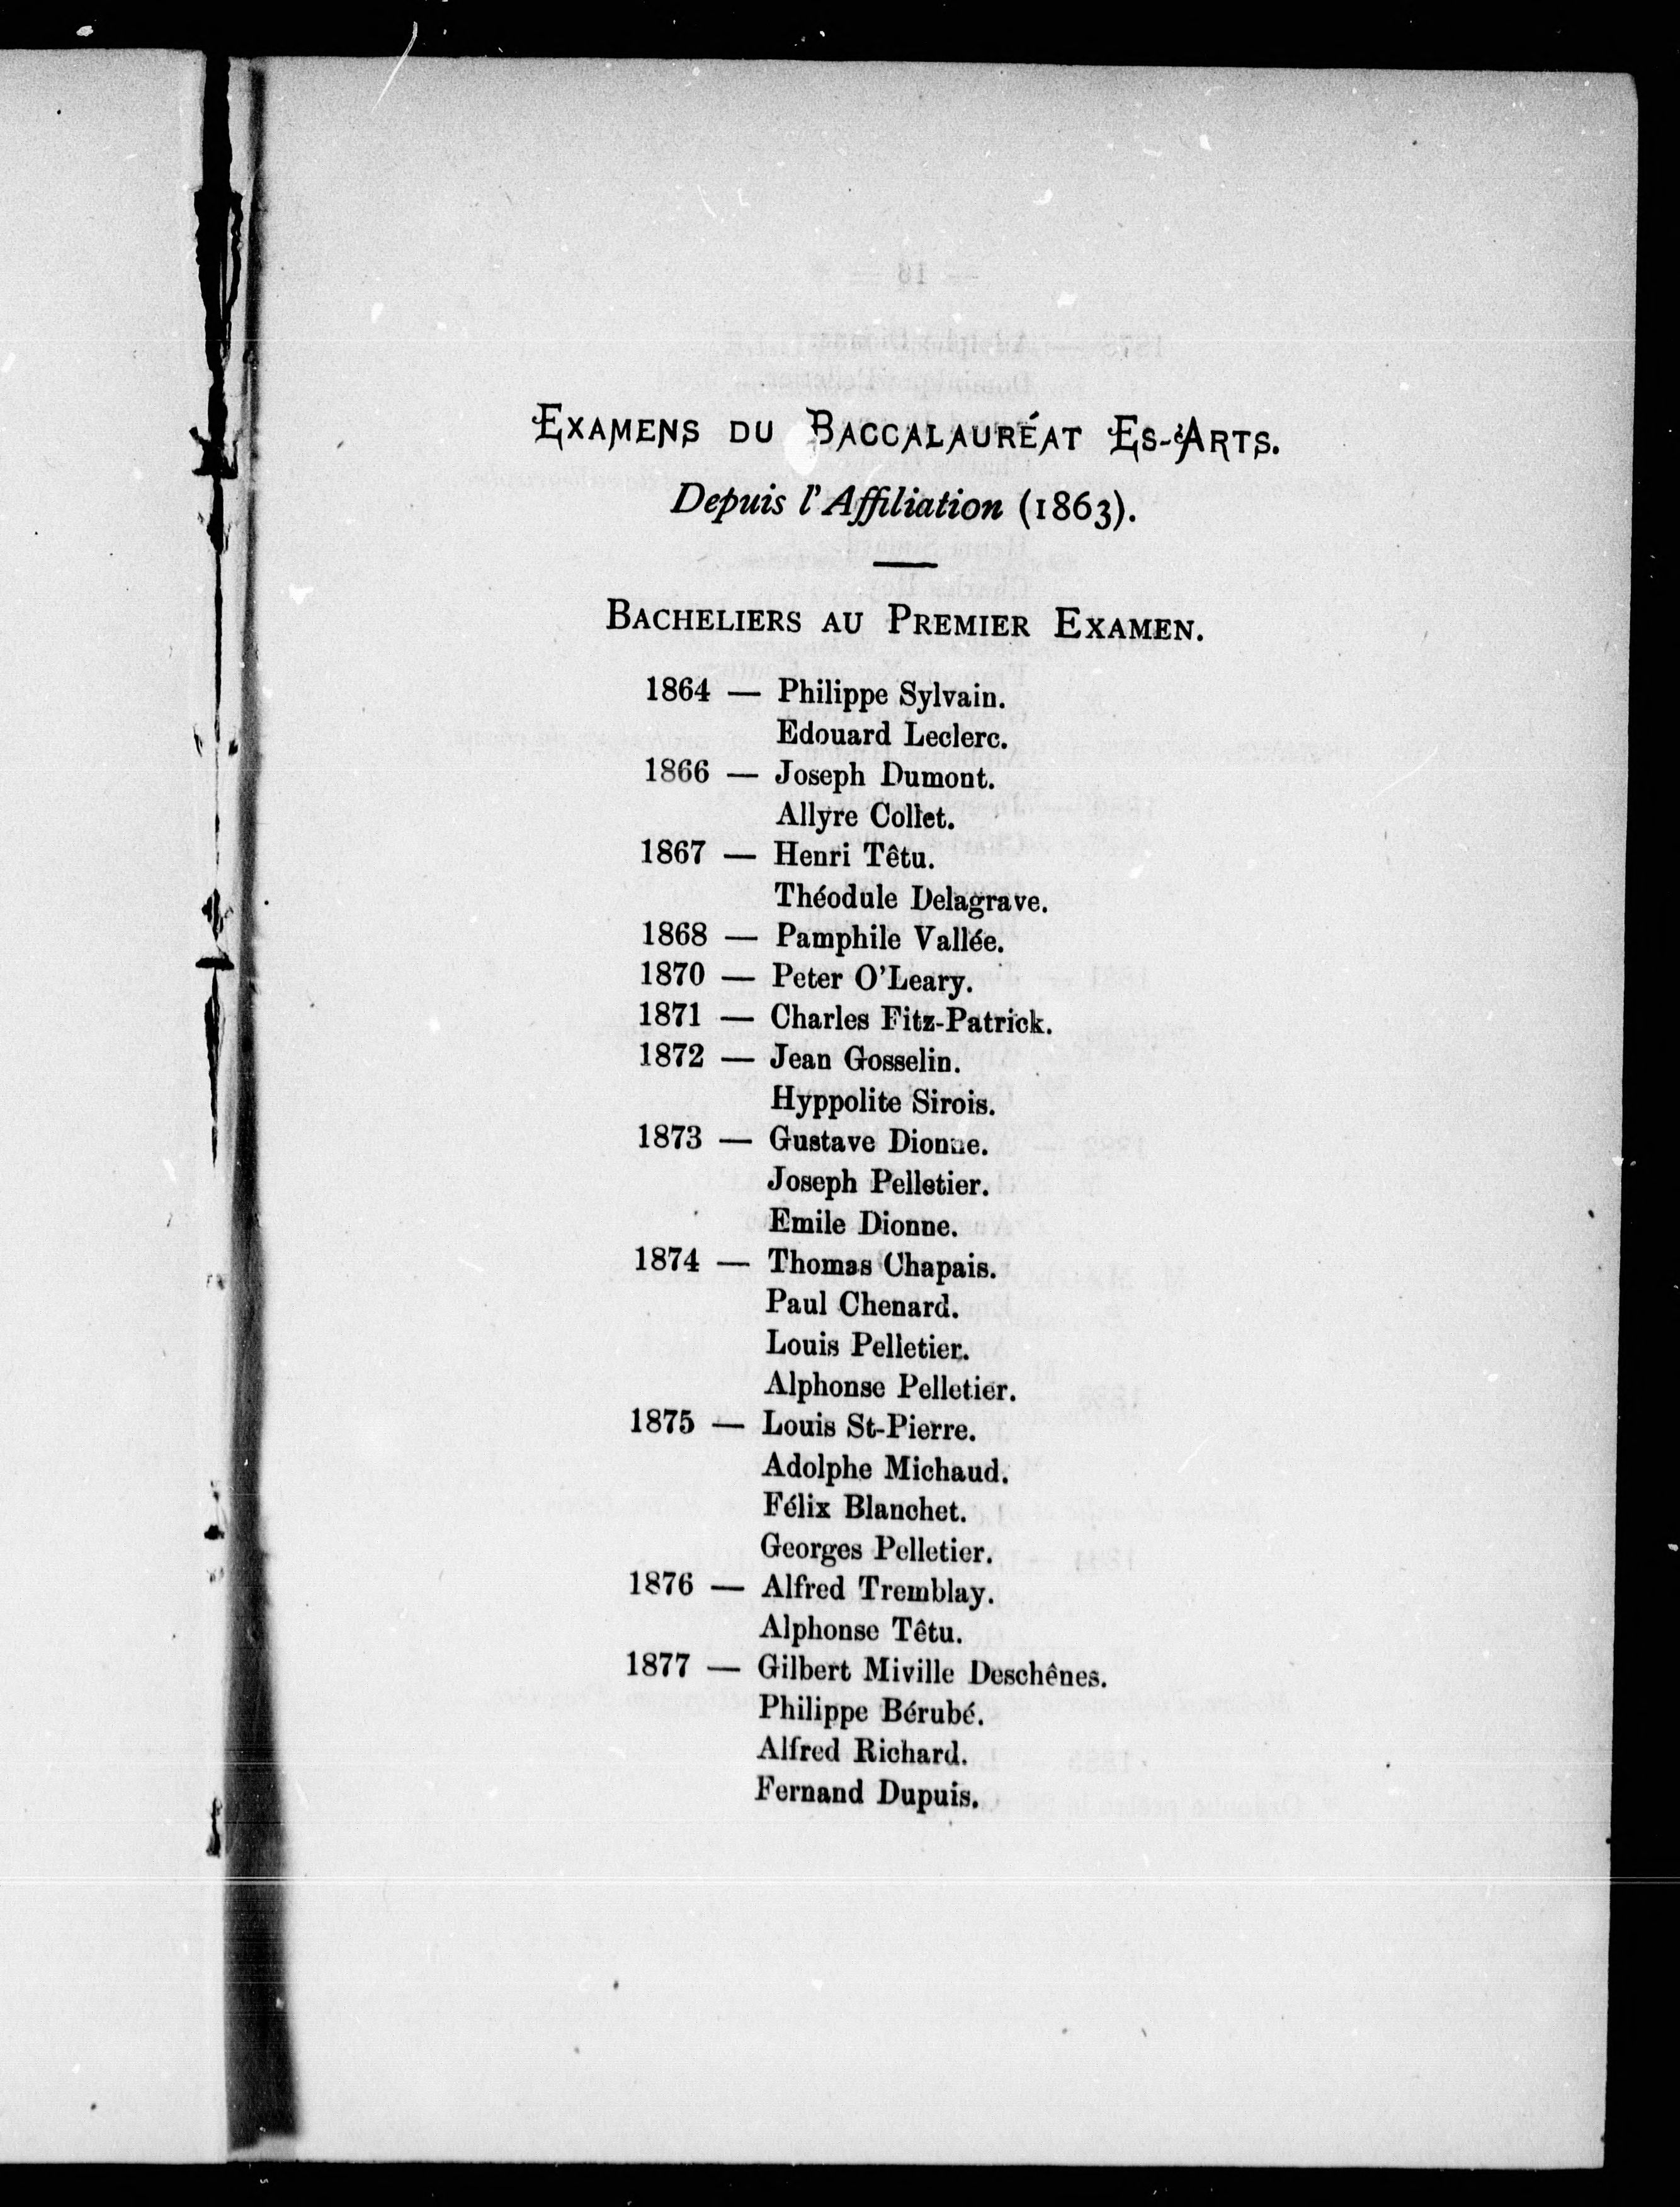 EXAMENS DU BACCALAURÉAT ES-ARTS.
Depuis l'Affiliation (1863).
BACHELIERS AU PREMIER EXAMEN.
1864 — Philippe Sylvain.
Edouard Leclerc.
1866 — Joseph Dumont.
Allyre Collet.
1867 — Henri Têtu.
Théodule Delagrave.
1868 — Pamphile Vallée.
1870 — Peter O'Leary.
1871 — Charles Fitz-Patrick.
1872 — Jean Gosselin.
Hyppolite Sirois.
1873 — Gustave Dionne.
Joseph Pelletier.
Emile Dionne.
1874 — Thomas Chapais.
Paul Chenard.
Louis Pelletier.
Alphonse Pelletier.
1875 — Louis St-Pierre.
Adolphe Michaud.
Félix Blanchet.
Georges Pelletier.
1876 — Alfred Tremblay.
Alphonse Têtu.
1877 — Gilbert Miville Deschênes.
Philippe Bérubé.
Alfred Richard.
Fernand Dupuis.